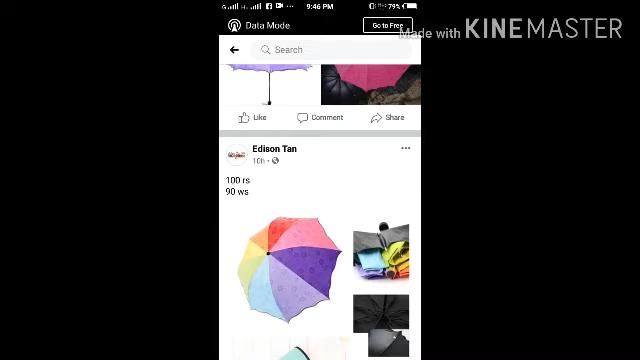 9:46 PM
79%
Data Mode
Go to Free
Made with KINEMASTER
Search
Like
Comment
Share
Edison Tan
10h
100 rs
90 ws